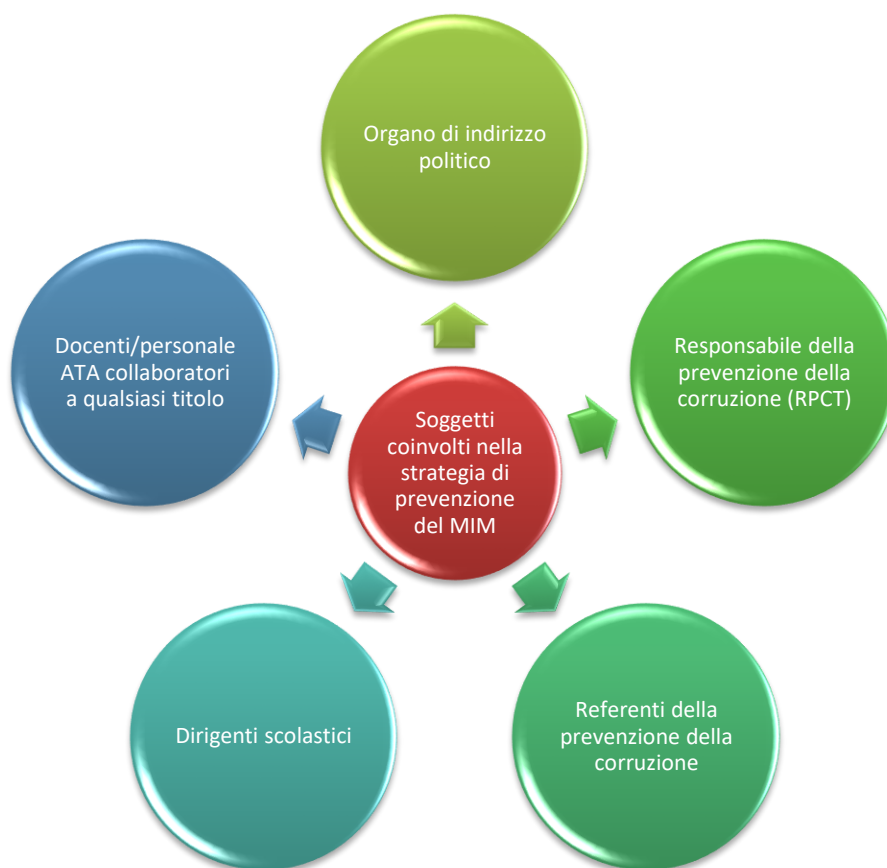 Organo di indirizzo
politico
Docenti/personale
ATA collaboratori
a qualsiasi titolo
Responsabile della
prevenzione della
corruzione (RPCT)
Soggetti
coinvolti nella
strategia di
prevenzione
del MIM
Dirigenti scolastici
Referenti della
prevenzione della
corruzione